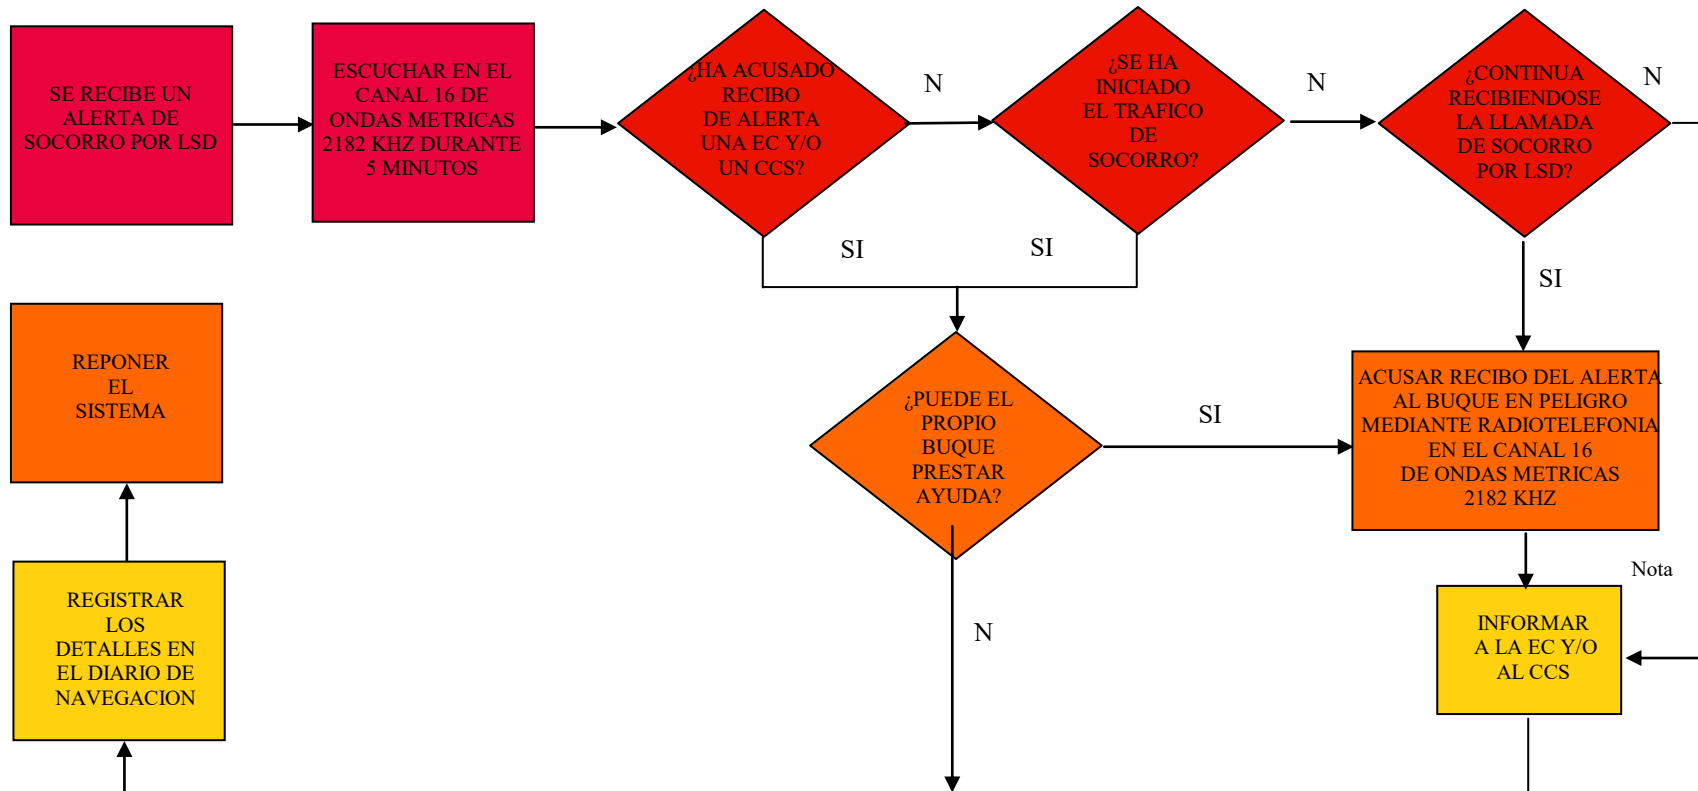 SE RECIBE UN
ALERTA DE
SOCORRO POR LSD
ESCUCHAR EN EL
CANAL 16 DE
ONDAS METRICAS
2182 KHZ DURANTE
5 MINUTOS
¿HA ACUSADO
RECIBO
DE ALERTA
UNA EC Y/O
UN CCS?
N
¿SE HA
INICIADO
EL TRAFICO
DE
SOCORRO?
N
¿CONTINUA
RECIBIENDOSE
LA LLAMADA
DE SOCORRO
POR LSD?
N
SI
SI
SI
REPONER
EL
SISTEMA
¿PUEDE EL
PROPIO
BUQUE
PRESTAR
AYUDA?
SI
ACUSAR RECIBO DEL ALERTA
AL BUQUE EN PELIGRO
MEDIANTE RADIOTELEFONIA
EN EL CANAL 16
DE ONDAS METRICAS
2182 KHZ
Nota
REGISTRAR
LOS
DETALLES EN
EL DIARIO DE
NAVEGACION
N
INFORMAR
A LA EC Y/O
AL CCS